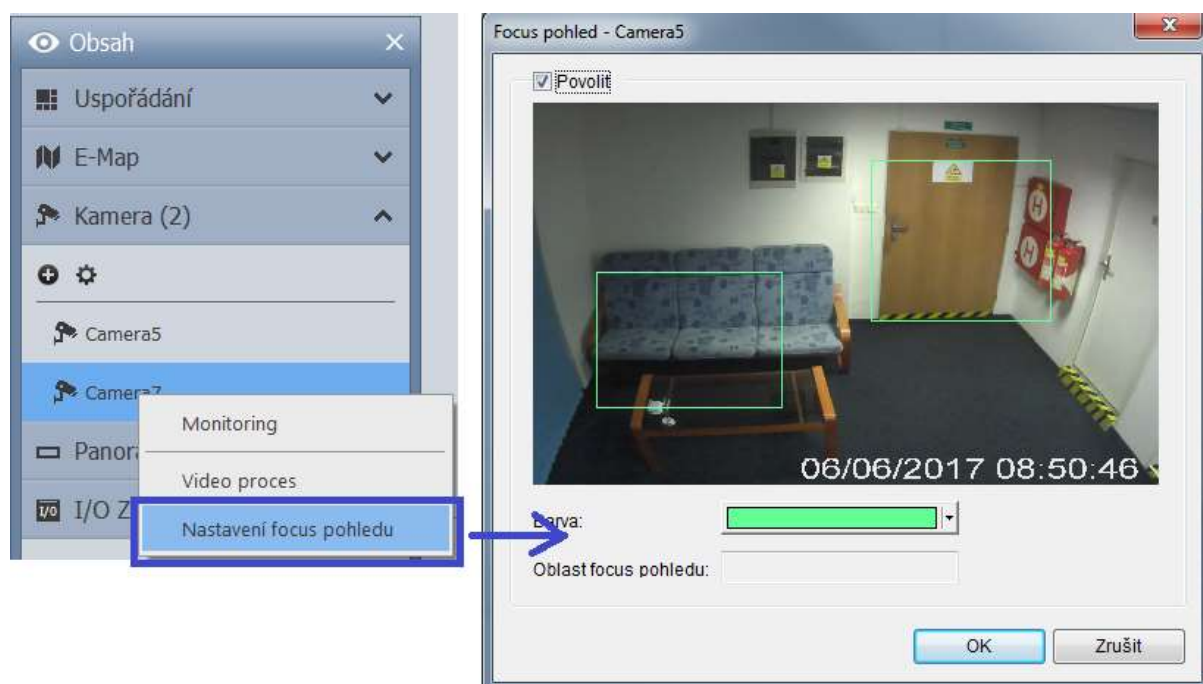 Obsah
Uspořádání
E-Map
Kamera (2)
Camera5
Camera7
Monitoring
Video proces
Nastavení focus pohledu
I/O Z
Focus pohled - Camera5
Povolit
H
H
06/06/2017 08:50:46
Barva:
Oblast focus pohledu:
OK
Zrušit